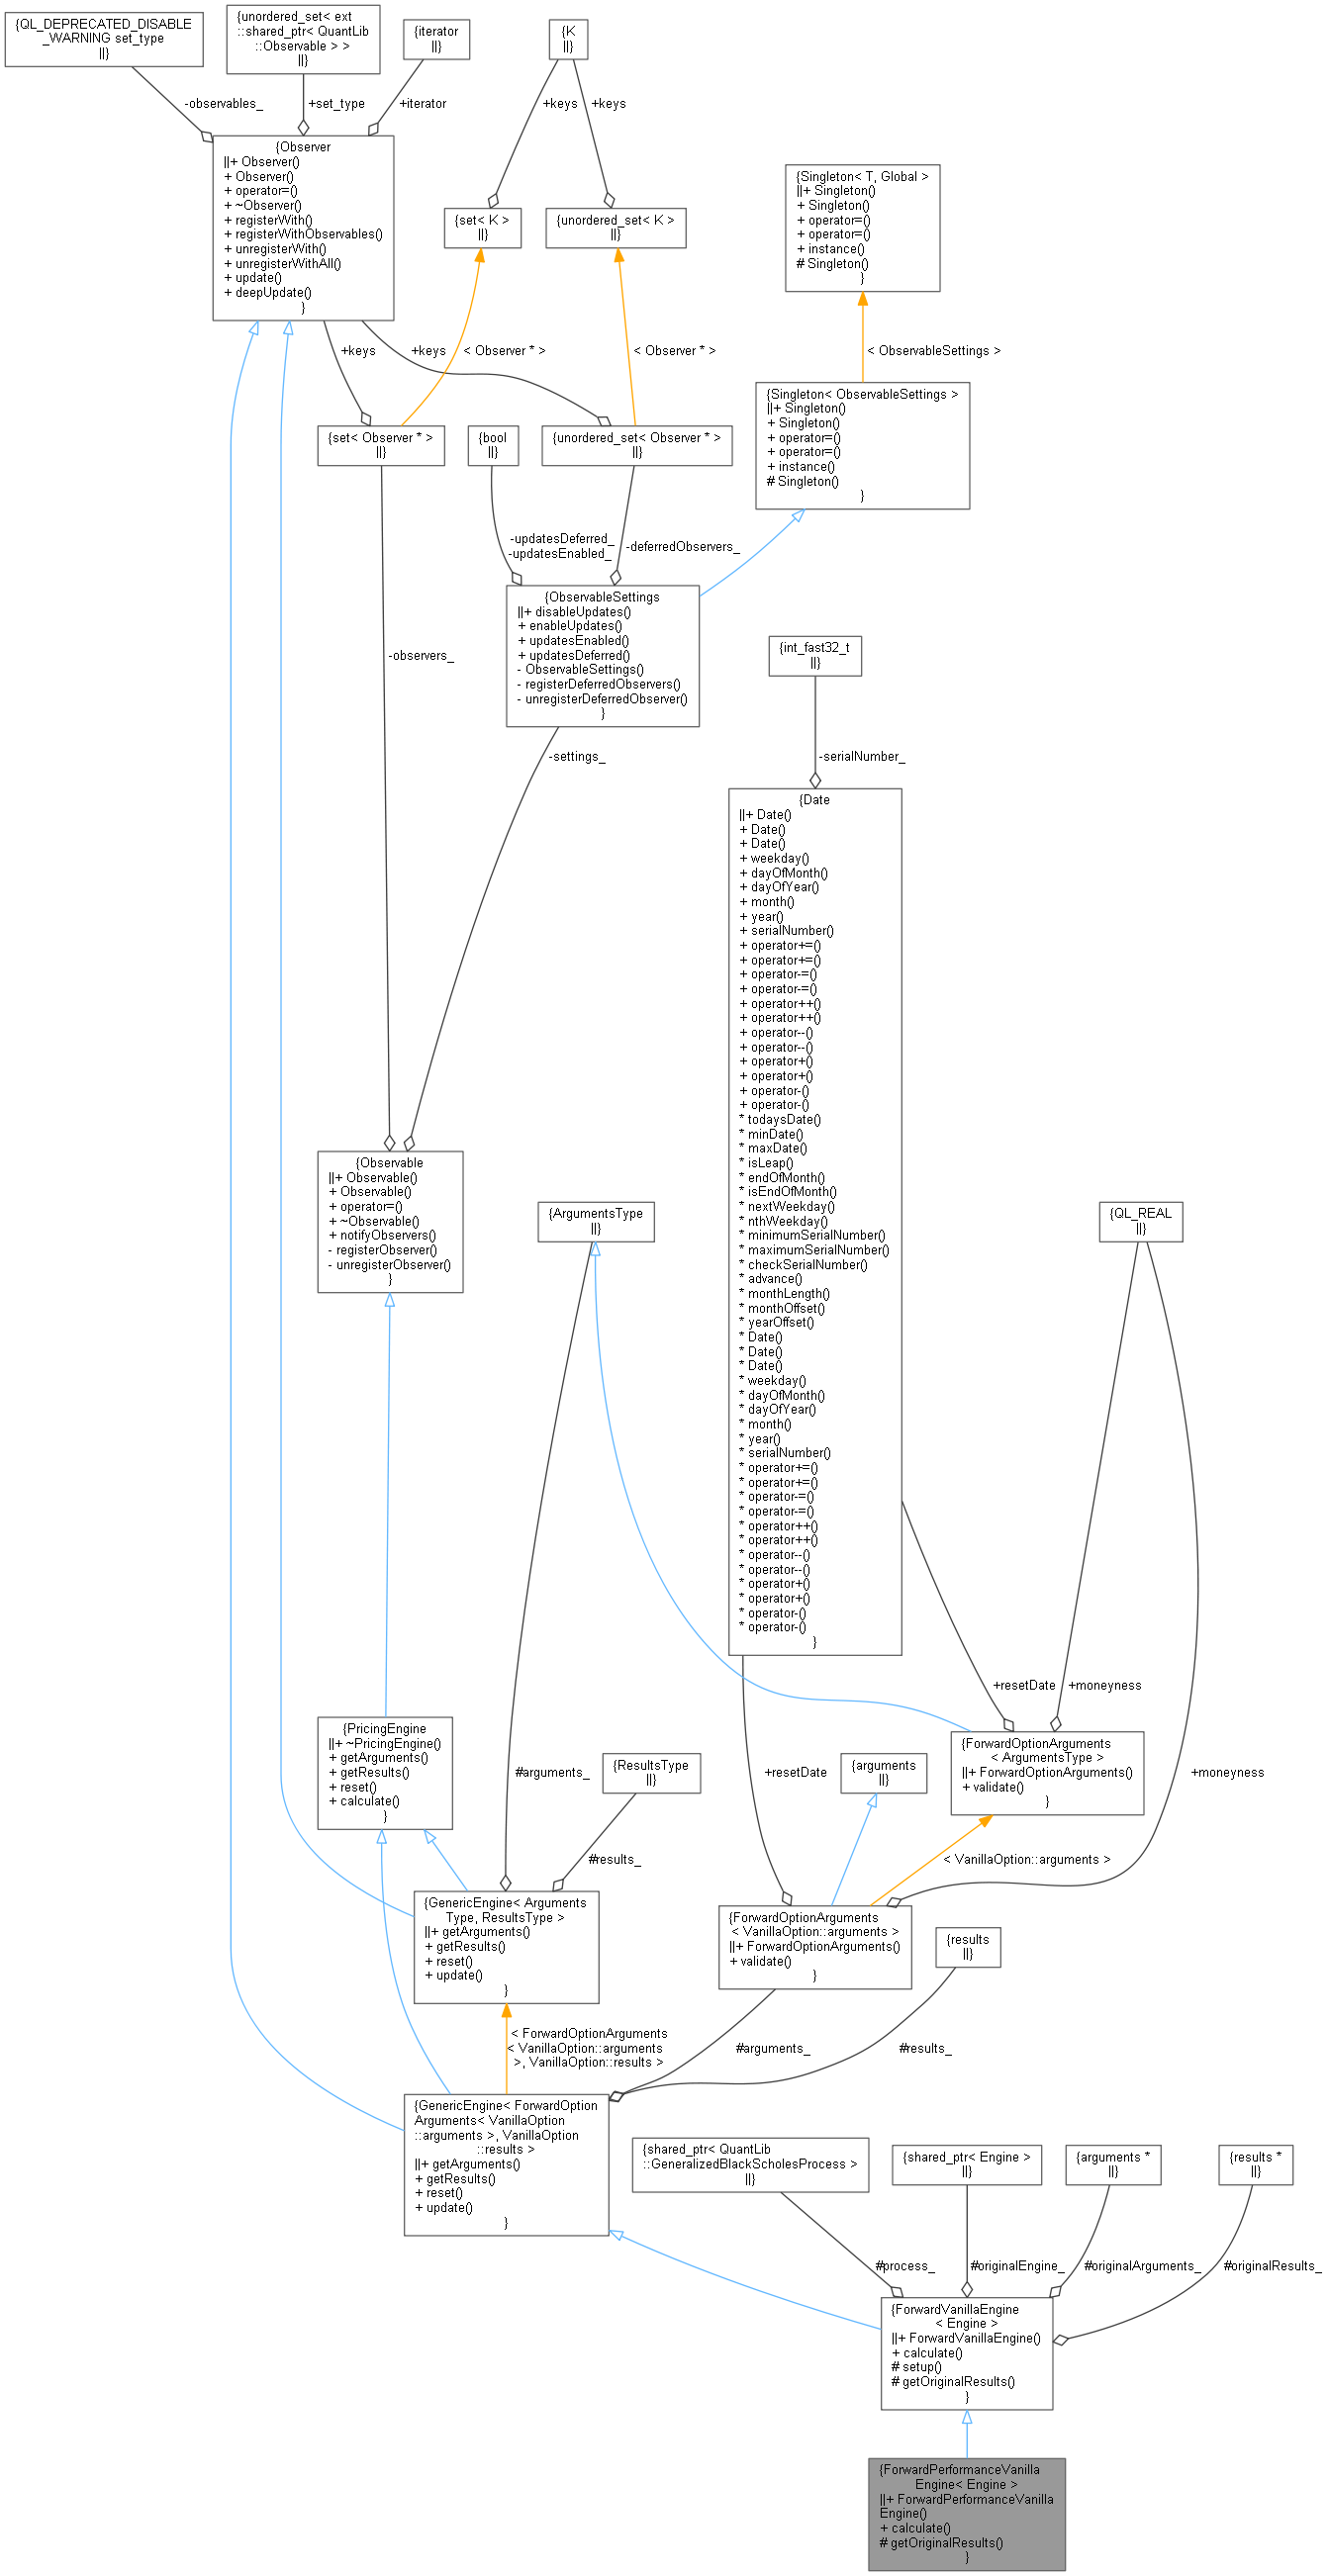 {QL_DEPRECATED_DISABLE
_WARNING set_type
||}
{unordered_set< ext
::shared_ptr< QuantLib
::Observable > >
||}
{iterator
||}
{K
||}
-observables_
+set_type
+iterator
+keys
+keys
{Observer
||+ Observer()
+ Observer()
+ operator=()
+ ~Observer()
+ registerWith()
+ registerWithObservables()
+ unregisterWith()
+ unregisterWithAll()
+ update()
+ deepUpdate()
}
{set< K >
||}
{unordered_set< K >
||}
{Singleton< T, Global >
||+ Singleton()
+ Singleton()
+ operator=()
+ operator=()
+ instance()
# Singleton()
}
+keys
+keys
< Observer * >
< Observer * >
< ObservableSettings >
{set< Observer * >
||}
{bool
||}
{unordered_set< Observer * >
||}
{Singleton< ObservableSettings >
||+ Singleton()
+ Singleton()
+ operator=()
+ operator=()
+ instance()
# Singleton()
}
-updatesDeferred_
-updatesEnabled_
-deferredObservers_
{ObservableSettings
||+ disableUpdates()
+ enableUpdates()
+ updatesEnabled()
+ updatesDeferred()
- ObservableSettings()
- registerDeferredObservers()
- unregisterDeferredObserver()
}
-observers_
{int_fast32_t
||}
-settings_
-serialNumber_
{Date
||+ Date()
+ Date()
+ Date()
+ weekday()
+ dayOfMonth()
+ dayOfYear()
+ month()
+ year()
+ serialNumber()
+ operator+=()
+ operator+=()
+ operator-=()
+ operator-=()
+ operator++()
+ operator++()
+ operator--()
+ operator--()
+ operator+()
+ operator+()
+ operator-()
+ operator-()
* todaysDate()
* minDate()
* maxDate()
* isLeap()
* endOfMonth()
* isEndOfMonth()
* nextWeekday()
* nthWeekday()
* minimumSerialNumber()
* maximumSerialNumber()
* checkSerialNumber()
* advance()
* monthLength()
* monthOffset()
* yearOffset()
* Date()
* Date()
* Date()
* weekday()
* dayOfMonth()
* dayOfYear()
* month()
* year()
* serialNumber()
* operator+=()
* operator+=()
* operator-=()
* operator-=()
* operator++()
* operator++()
* operator--()
* operator--()
* operator+()
* operator+()
* operator-()
* operator-()
}
{Observable
||+ Observable()
+ Observable()
+ operator=()
+ ~Observable()
+ notifyObservers()
- registerObserver()
- unregisterObserver()
}
{ArgumentsType
||}
{QL_REAL
||}
+resetDate
+moneyness
{PricingEngine
||+ ~PricingEngine()
+ getArguments()
+ getResults()
+ reset()
+ calculate()
}
#arguments_
{ResultsType
||}
+resetDate
{arguments
||}
{ForwardOptionArguments
< ArgumentsType >
||+ ForwardOptionArguments()
+ validate()
}
+moneyness
#results_
< VanillaOption::arguments >
{GenericEngine< Arguments
Type, ResultsType >
||+ getArguments()
+ getResults()
+ reset()
+ update()
}
{ForwardOptionArguments
< VanillaOption::arguments >
||+ ForwardOptionArguments()
+ validate()
}
{results
||}
< ForwardOptionArguments
< VanillaOption::arguments
>, VanillaOption::results >
#arguments_
#results_
{GenericEngine< ForwardOption
Arguments< VanillaOption
::arguments >, VanillaOption
::results >
||+ getArguments()
+ getResults()
+ reset()
+ update()
}
{shared_ptr< QuantLib
::GeneralizedBlackScholesProcess >
||}
{shared_ptr< Engine >
||}
{arguments *
||}
{results *
||}
#process_
#originalEngine_
#originalArguments_
#originalResults_
{ForwardVanillaEngine
< Engine >
||+ ForwardVanillaEngine()
+ calculate()
# setup()
# getOriginalResults()
}
{ForwardPerformanceVanilla
Engine< Engine >
||+ ForwardPerformanceVanilla
Engine()
+ calculate()
# getOriginalResults()
}